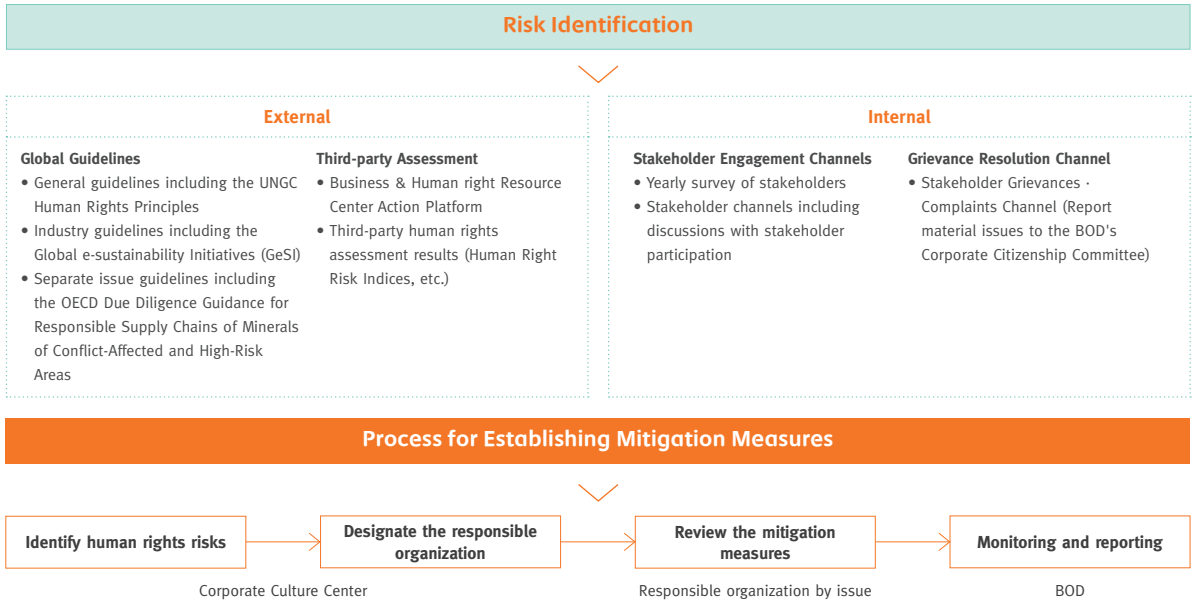 Risk Identification
External
Global Guidelines
• General guidelines including the UNGC
Human Rights Principles
• Industry guidelines including the
Global e-sustainability Initiatives (GeSI)
• Separate issue guidelines including
the OECD Due Diligence Guidance for
Responsible Supply Chains of Minerals
of Conflict-Affected and High-Risk
Areas
Third-party Assessment
• Business & Human right Resource
Center Action Platform
• Third-party human rights
assessment results (Human Right
Risk Indices, etc.)
Internal
Stakeholder Engagement Channels
• Yearly survey of stakeholders
• Stakeholder channels including
discussions with stakeholder
participation
Grievance Resolution Channel
• Stakeholder Grievances ·
Complaints Channel (Report
material issues to the BOD's
Corporate Citizenship Committee)
Process for Establishing Mitigation Measures
Identify human rights risks
Designate the responsible
organization
Review the mitigation
measures
Monitoring and reporting
Corporate Culture Center
Responsible organization by issue
BOD